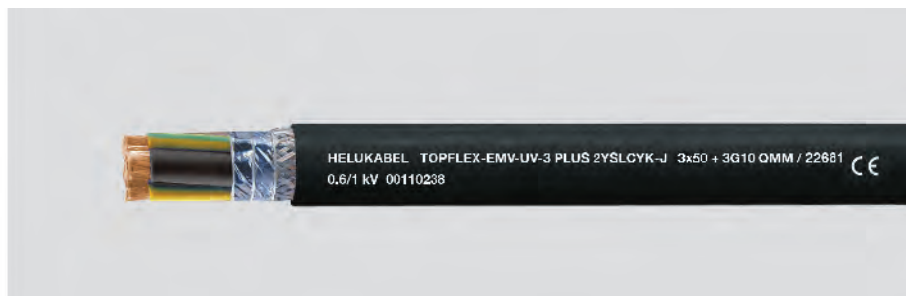 HELUKABEL TOPFLEX-EMV-UV-3 PLUS 2YSLCYK-J 3x50 + 3G10 QMM / 22681 CE
0.6/1 kV 00110238